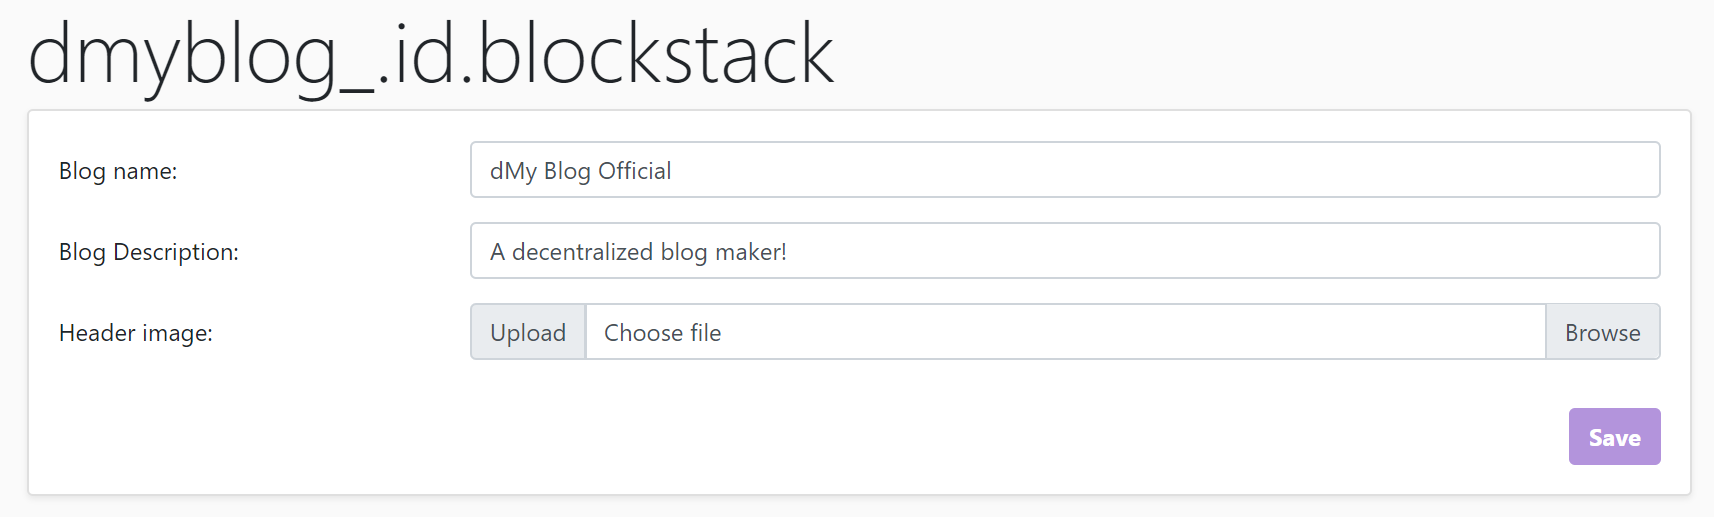 dmyblog_.id.blockstack
Blog name: dMy Blog Official
Blog Description: A decentralized blog maker!
Header image: Upload Choose file Browse
Save